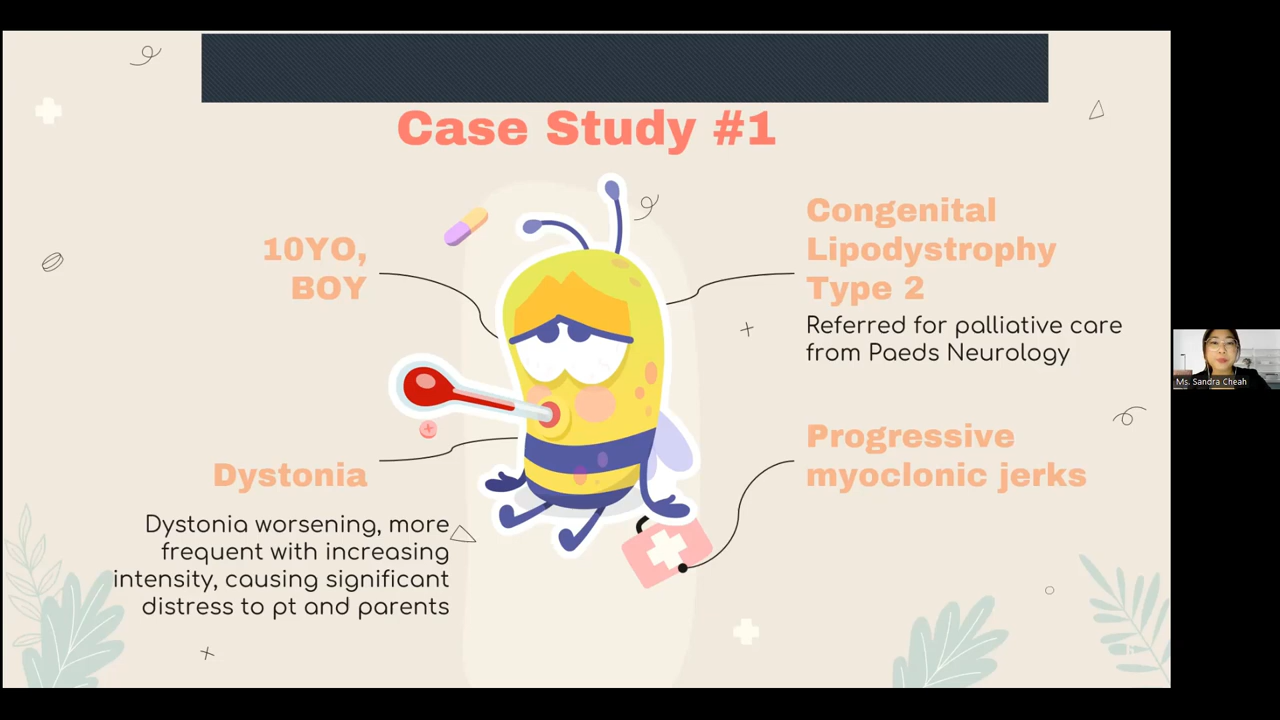 Case Study #1
10YO,
BOY
Congenital
Lipodystrophy
Type 2
Referred for palliative care
from Paeds Neurology
Dystonia
Dystonia worsening, more
frequent with increasing
intensity, causing significant
distress to pt and parents
Progressive
myoclonic jerks
Ms. Sandra Cheah